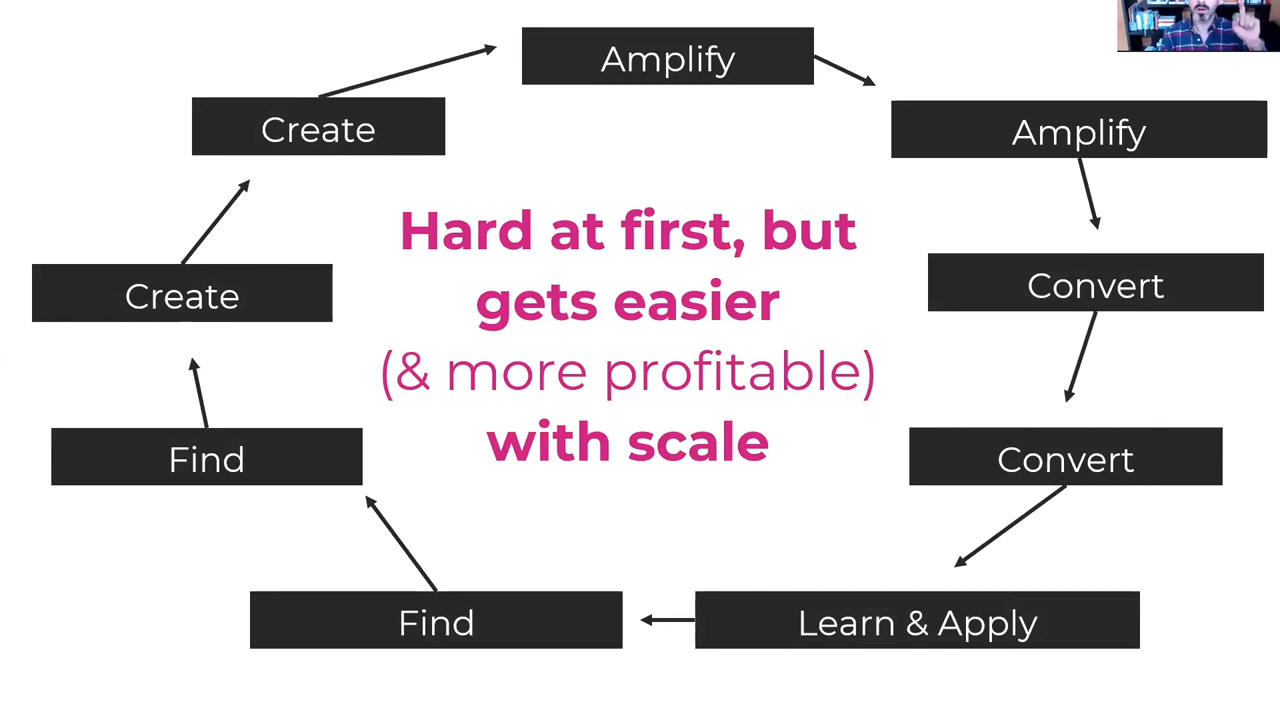 Amplify
Create
Amplify
Hard at first, but
gets easier
(& more profitable)
with scale
Create
Convert
Find
Convert
Find
Learn & Apply